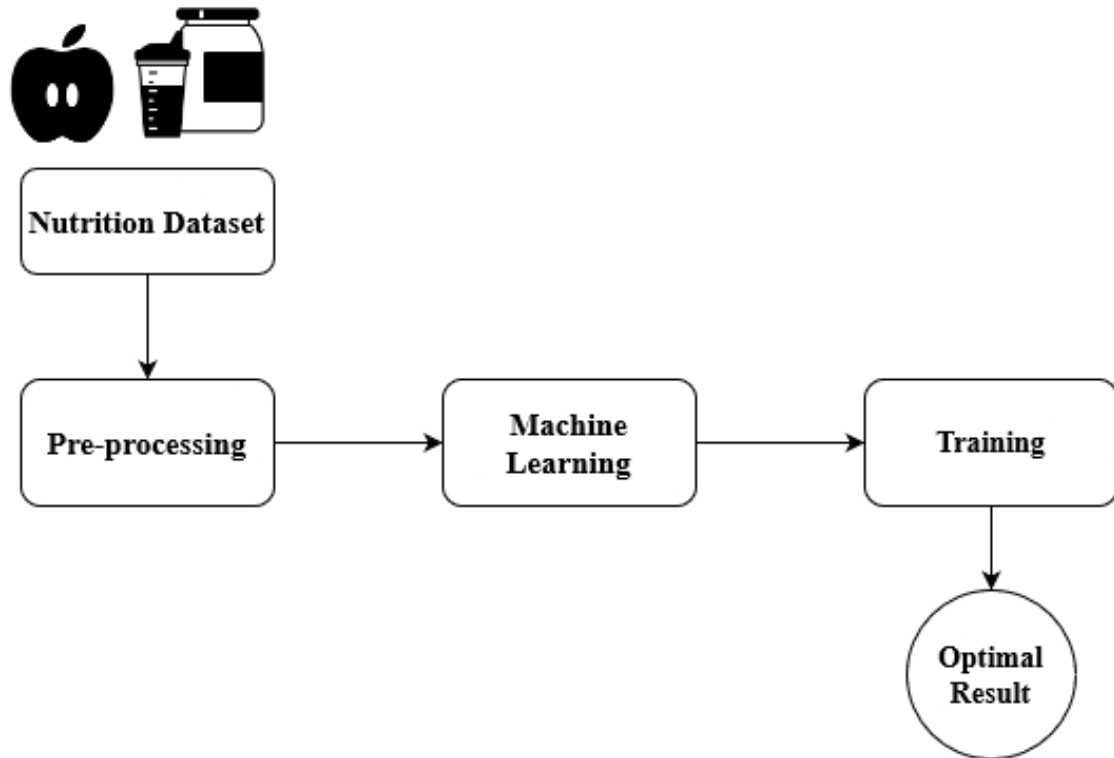 Nutrition Dataset
Pre-processing
Machine
Learning
Training
Optimal
Result